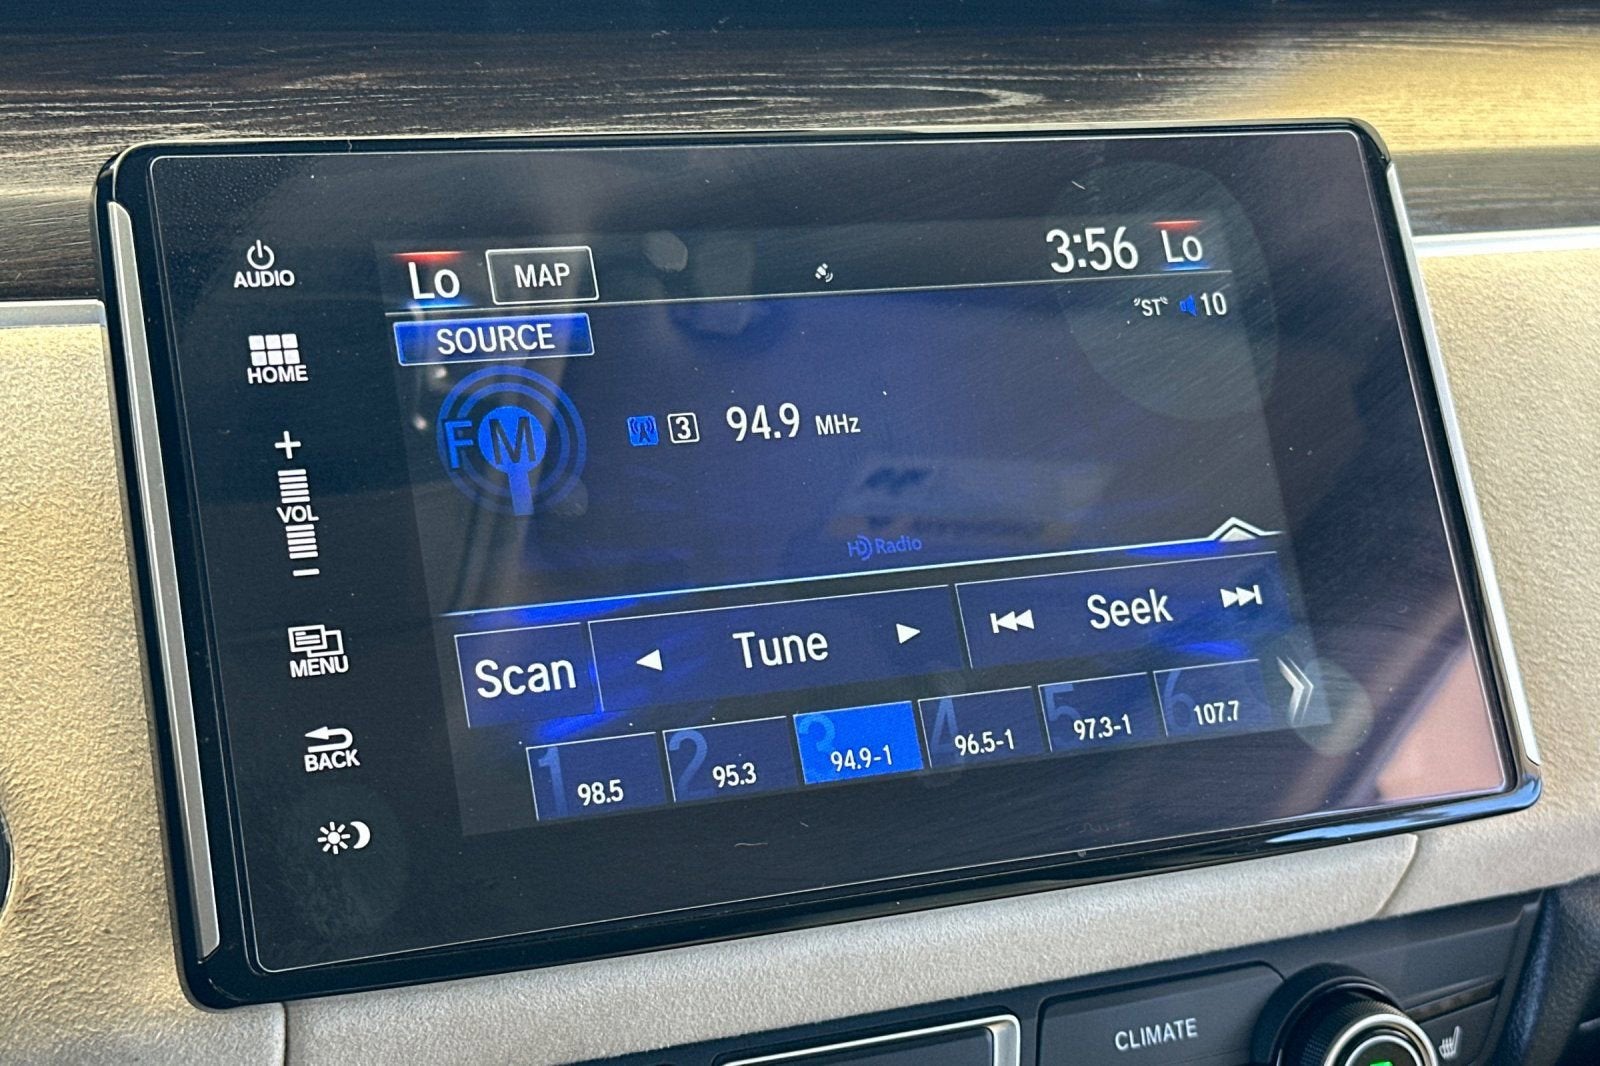 AUDIO
HOME
+
VOL
−
MENU
BACK
Lo MAP 3:56 Lo
SOURCE "ST" 10
FM 3 94.9 MHz
HD Radio
Scan Tune Seek
1 98.5
2 95.3
3 94.9-1
4 96.5-1
5 97.3-1
6 107.7
CLIMATE